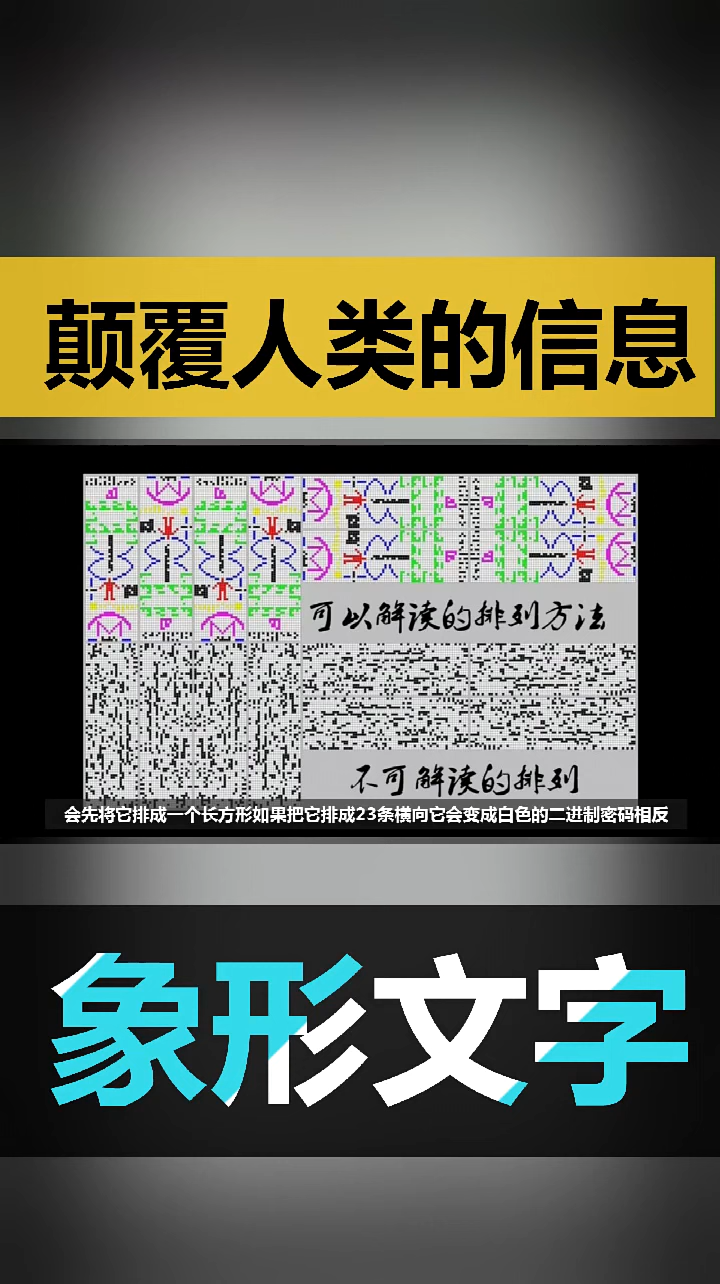 颠覆人类的信息
可以解读的排列方法
不可解读的排列
会先将它排成一个长方形如果把它排成23条横向它会变成白色的二进制密码相反
象形文字